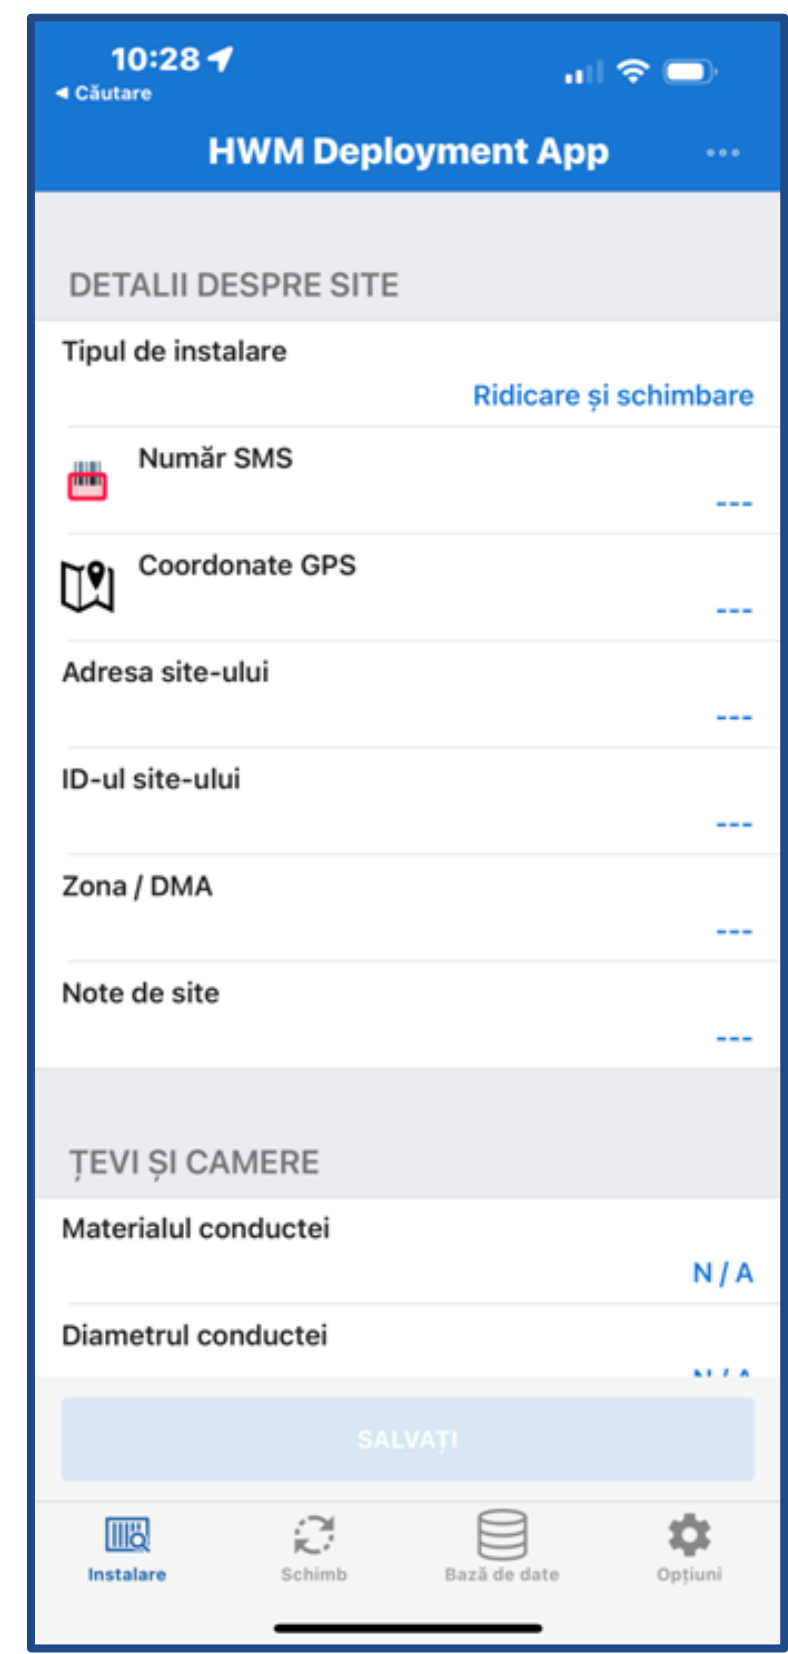 10:28
◀ Căutare
HWM Deployment App
DETALII DESPRE SITE
Tipul de instalare
Ridicare și schimbare
Număr SMS
---
Coordonate GPS
---
Adresa site-ului
---
ID-ul site-ului
---
Zona / DMA
---
Note de site
---
ȚEVI ȘI CAMERE
Materialul conductei
N / A
Diametrul conductei
N / A
SALVAȚI
Instalare Schimb Bază de date Opțiuni